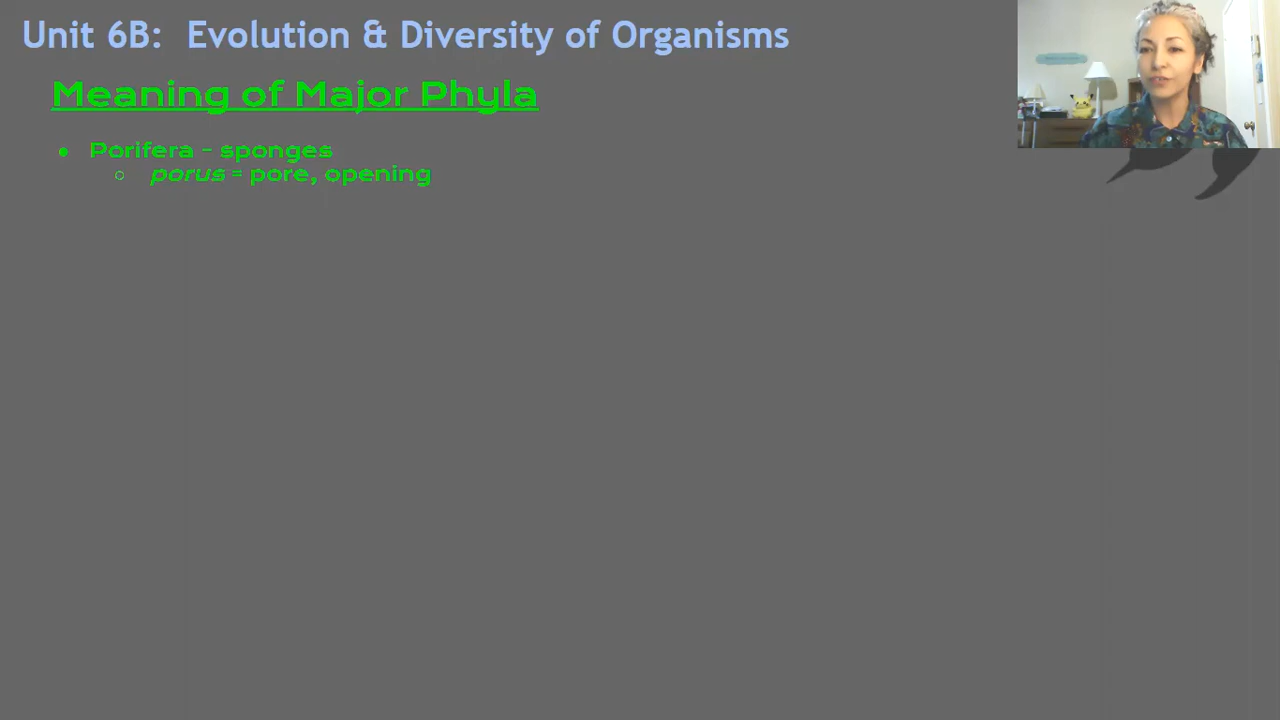 Unit 6B: Evolution & Diversity of Organisms
Meaning of Major Phyla
● Porifera - sponges
○ porus = pore, opening